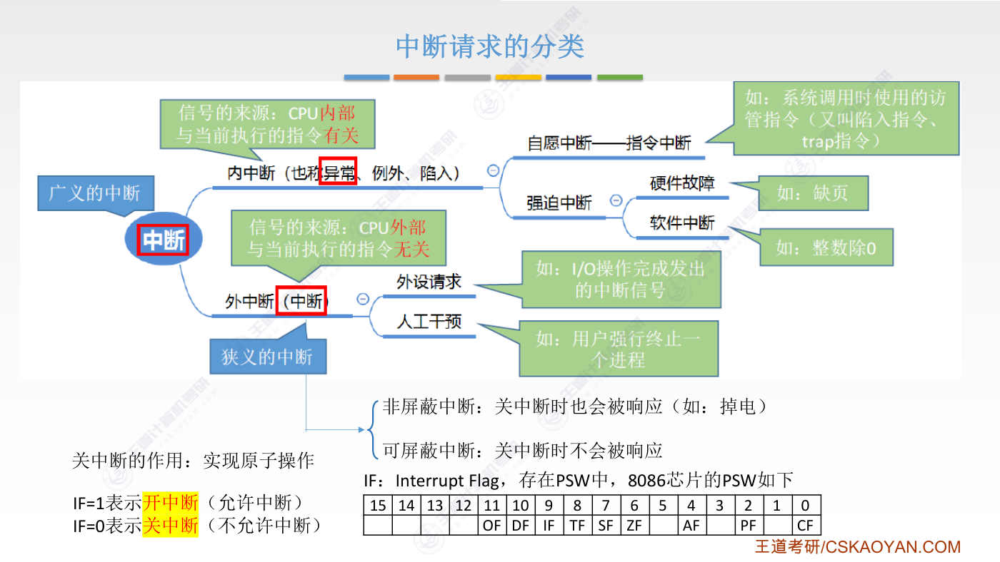 中断请求的分类
信号的来源：CPU内部
与当前执行的指令有关
如：系统调用时使用的访
管指令（又叫陷入指令、
trap指令）
自愿中断——指令中断
内中断（也称异常、例外、陷入）
广义的中断
硬件故障
如：缺页
强迫中断
软件中断
信号的来源：CPU外部
与当前执行的指令无关
中断
如：整数除0
如：I/O操作完成发出
的中断信号
外设请求
外中断（中断）
人工干预
如：用户强行终止一
个进程
狭义的中断
非屏蔽中断：关中断时也会被响应（如：掉电）
可屏蔽中断：关中断时不会被响应
关中断的作用：实现原子操作
IF：Interrupt Flag，存在PSW中，8086芯片的PSW如下
IF=1表示开中断（允许中断）
IF=0表示关中断（不允许中断）
15 14 13 12 11 10 9 8 7 6 5 4 3 2 1 0
OF DF IF TF SF ZF AF PF CF
王道考研/CSKAOYAN.COM